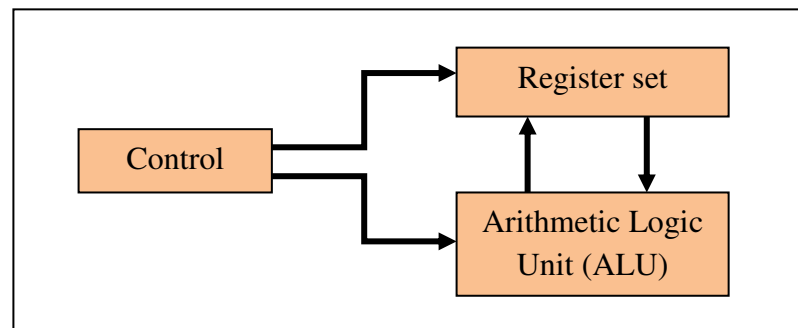 Register set
Control
Arithmetic Logic
Unit (ALU)